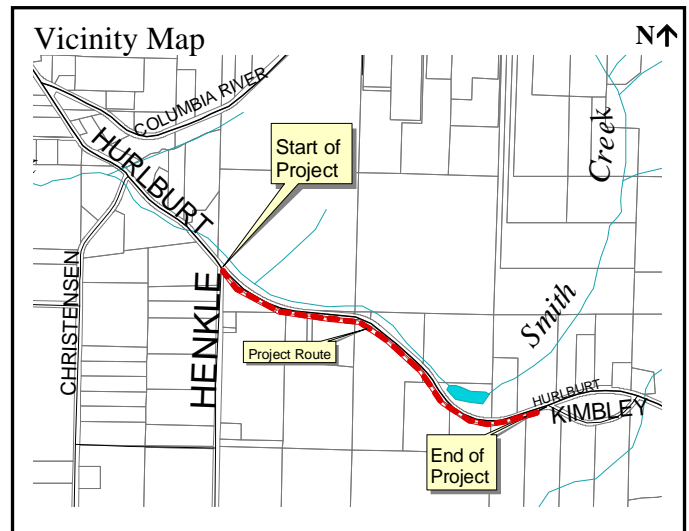 Vicinity Map
N
COLUMBIA RIVER
HURLBURT
Start of
Project
Creek
CHRISTENSEN
HENKLE
Smith
Project Route
HURLBURT
KIMBLEY
End of
Project